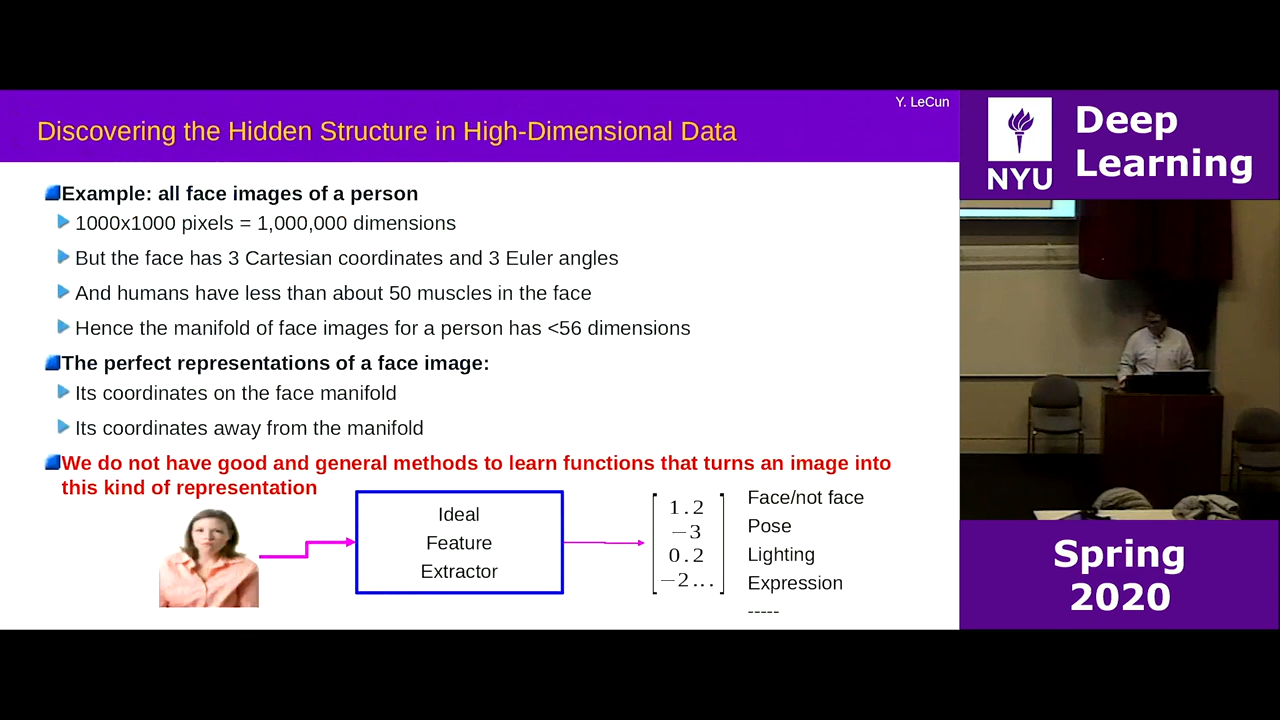 Y. LeCun
Discovering the Hidden Structure in High-Dimensional Data
Example: all face images of a person
1000x1000 pixels = 1,000,000 dimensions
But the face has 3 Cartesian coordinates and 3 Euler angles
And humans have less than about 50 muscles in the face
Hence the manifold of face images for a person has <56 dimensions
The perfect representations of a face image:
Its coordinates on the face manifold
Its coordinates away from the manifold
We do not have good and general methods to learn functions that turns an image into
this kind of representation
Ideal
Feature
Extractor
1.2
−3
0.2
−2...
Face/not face
Pose
Lighting
Expression
-----
NYU
Deep
Learning
Spring
2020